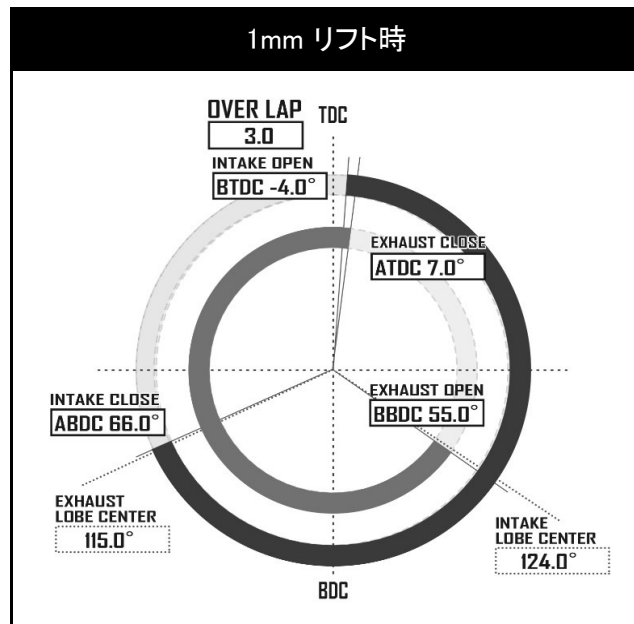 1mm リフト時
OVER LAP
3.0
TDC
INTAKE OPEN
BTDC -4.0°
EXHAUST CLOSE
ATDC 7.0°
INTAKE CLOSE
ABDC 66.0°
EXHAUST OPEN
BBDC 55.0°
EXHAUST
LOBE CENTER
115.0°
INTAKE
LOBE CENTER
124.0°
BDC